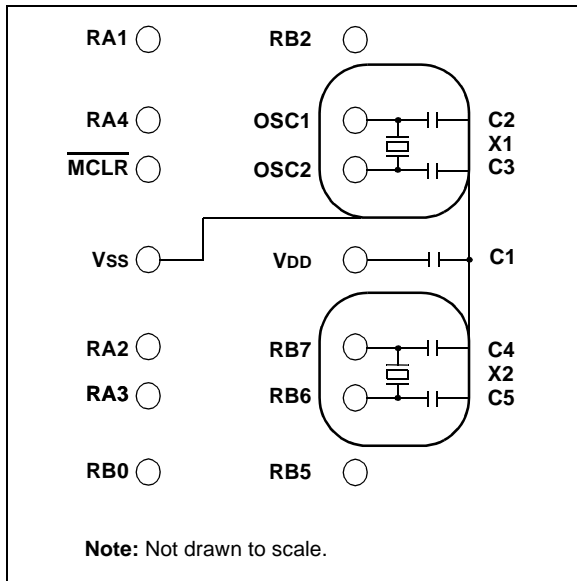 RA1 RB2
RA4 OSC1 C2
X1
MCLR OSC2 C3
VSS VDD C1
RA2 RB7 C4
X2
RA3 RB6 C5
RB0 RB5
Note: Not drawn to scale.